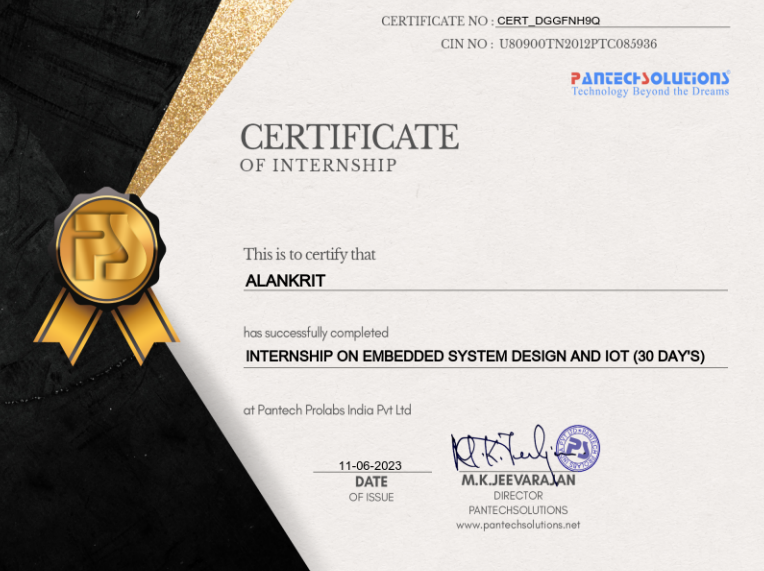 CERTIFICATE NO : CERT_DGGFNH9Q
CIN NO : U80900TN2012PTC085936
PANTECHSOLUTIONS
Technology Beyond the Dreams
CERTIFICATE
OF INTERNSHIP
PS
This is to certify that
ALANKRIT
has successfully completed
INTERNSHIP ON EMBEDDED SYSTEM DESIGN AND IOT (30 DAY'S)
at Pantech Prolabs India Pvt Ltd
11-06-2023
DATE
OF ISSUE
M.K.JEEVARAJAN
DIRECTOR
PANTECHSOLUTIONS
www.pantechsolutions.net